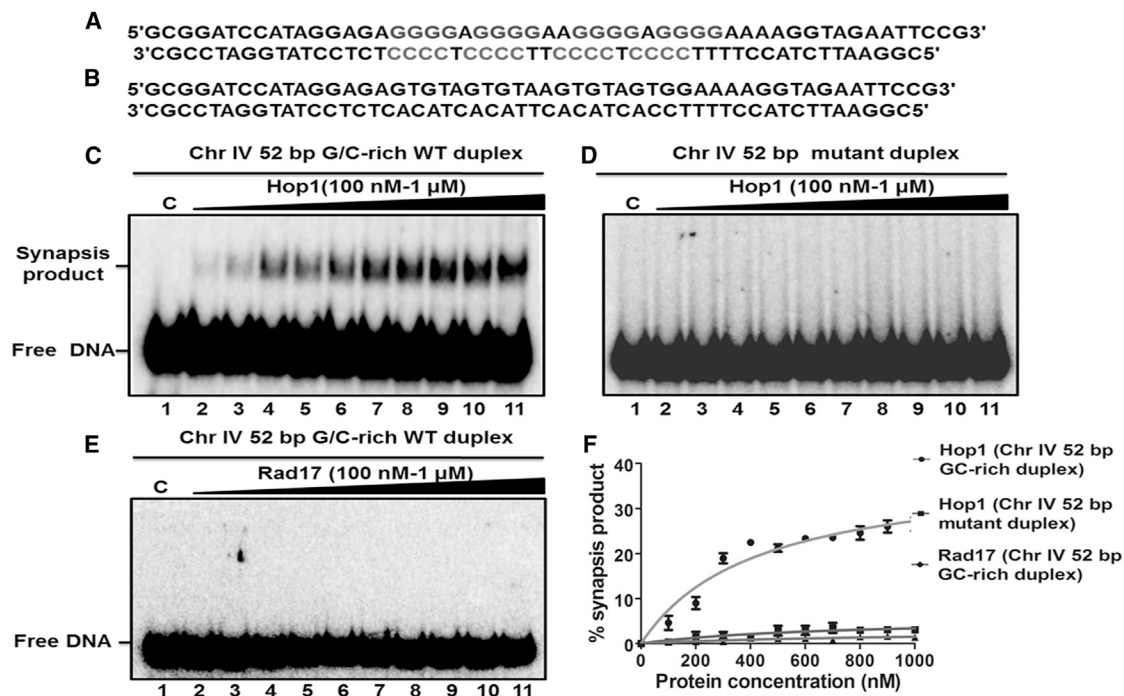 A
5'GCGGATCCATAGGAGAGGGGAGGGGAAGGGGAGGGGAAAAGGTAGAATTCCG3'
3'CGCCTAGGTATCCTCTCCCCTCCCCTTCCCCTCCCCTTTTCCATCTTAAGGC5'
B
5'GCGGATCCATAGGAGAGTGTAGTGTAAGTGTAGTGGAAAAGGTAGAATTCCG3'
3'CGCCTAGGTATCCTCTCACATCACATTCACATCACCTTTTCCATCTTAAGGC5'
C
Chr IV 52 bp G/C-rich WT duplex
Hop1(100 nM-1 µM)
C
Synapsis
product
Free DNA
1 2 3 4 5 6 7 8 9 10 11
D
Chr IV 52 bp mutant duplex
Hop1 (100 nM-1 µM)
C
1 2 3 4 5 6 7 8 9 10 11
E
Chr IV 52 bp G/C-rich WT duplex
Rad17 (100 nM-1 µM)
C
Free DNA
1 2 3 4 5 6 7 8 9 10 11
F
% synapsis product
40
30
20
10
0
0 200 400 600 800 1000
Protein concentration (nM)
Hop1 (Chr IV 52 bp
GC-rich duplex)
Hop1 (Chr IV 52 bp
mutant duplex)
Rad17 (Chr IV 52 bp
GC-rich duplex)